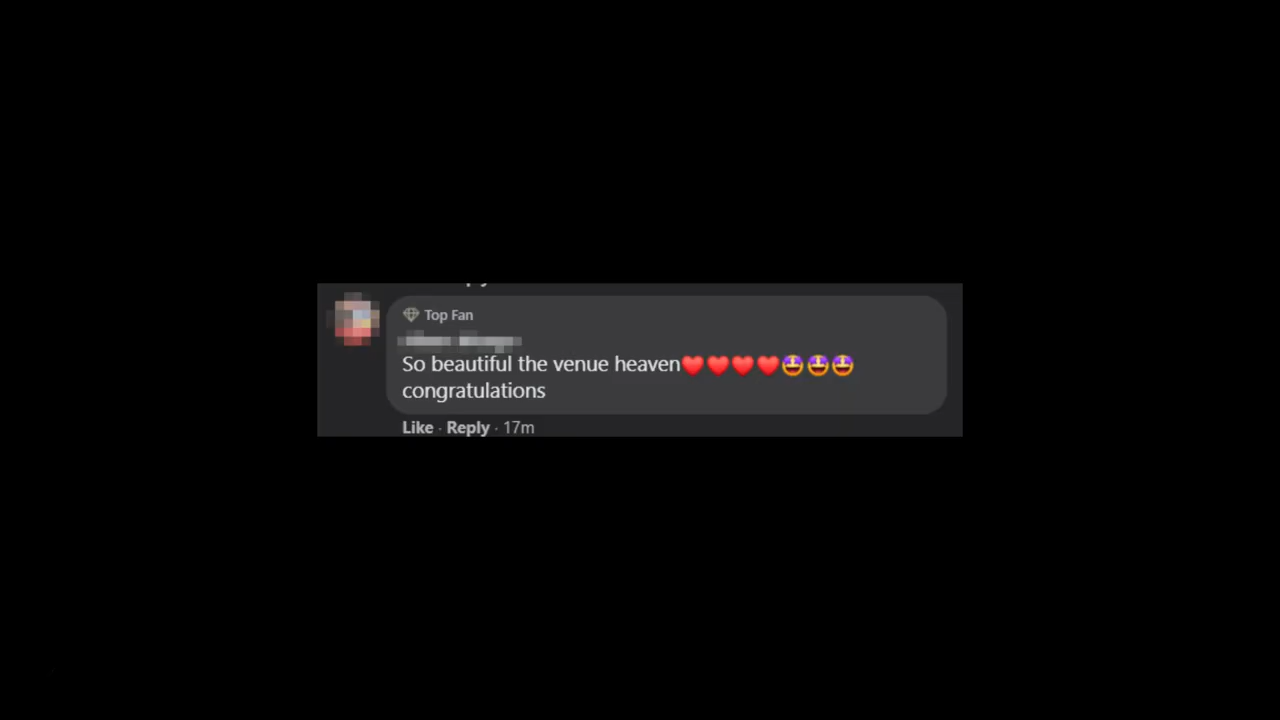 Top Fan
So beautiful the venue heaven❤️❤️❤️❤️🤩🤩🤩
congratulations
Like · Reply · 17m